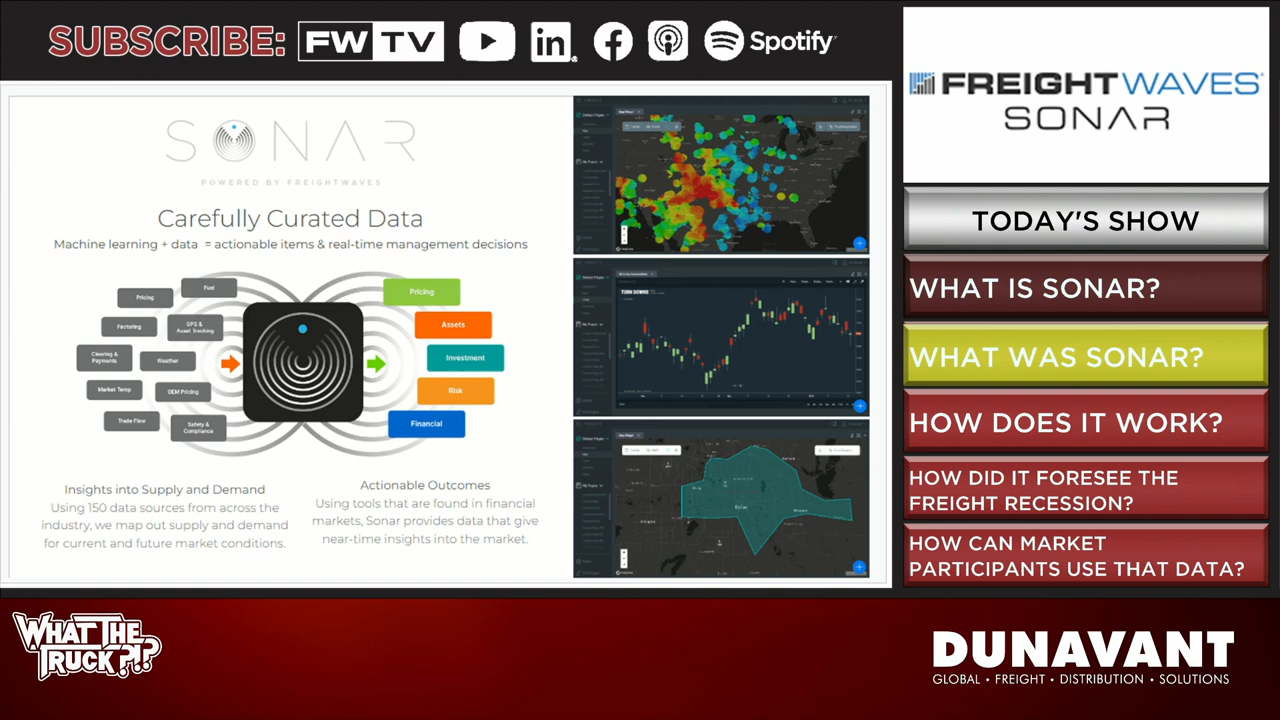 SUBSCRIBE: FW TV in Spotify
SONAR
POWERED BY FREIGHTWAVES
Carefully Curated Data
Machine learning + data = actionable items & real-time management decisions
Fuel
Pricing
GPS &
Asset Tracking
Factoring
Clearing &
Payments
Weather
Market Temp
OEM Pricing
Trade Flow
Safety &
Compliance
Pricing
Assets
Investment
Risk
Financial
Insights into Supply and Demand
Using 150 data sources from across the
industry, we map out supply and demand
for current and future market conditions.
Actionable Outcomes
Using tools that are found in financial
markets, Sonar provides data that give
near-time insights into the market.
FREIGHTWAVES
SONAR
TODAY'S SHOW
WHAT IS SONAR?
WHAT WAS SONAR?
HOW DOES IT WORK?
HOW DID IT FORESEE THE
FREIGHT RECESSION?
HOW CAN MARKET
PARTICIPANTS USE THAT DATA?
WHAT THE
TRUCK?!?
DUNAVANT
GLOBAL • FREIGHT • DISTRIBUTION • SOLUTIONS